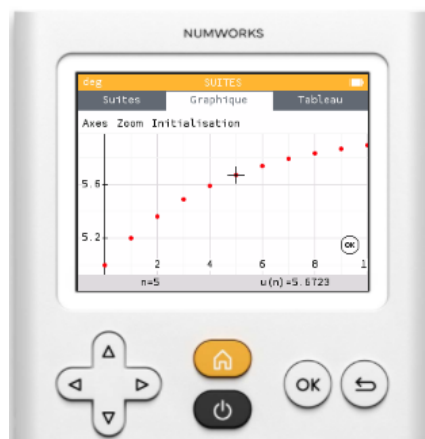 NUMWORKS
deg SUITES
Suites Graphique Tableau
Axes Zoom Initialisation
5.6
5.2
OK
2 4 6 8 1
n=5 u(n)=5.6723
OK